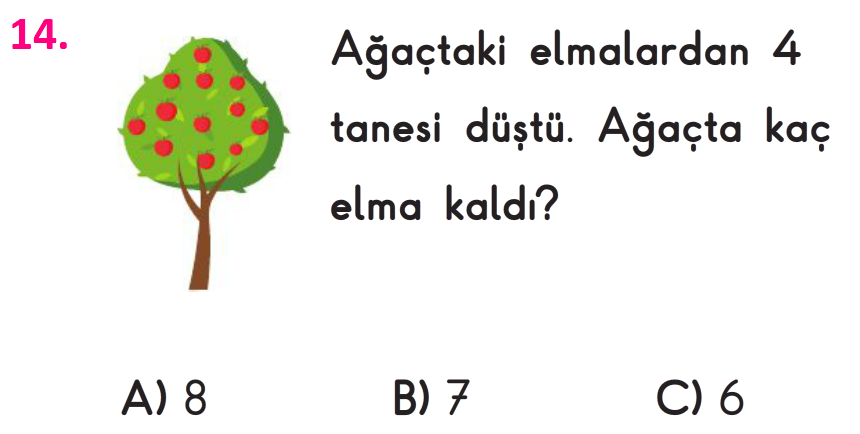 14.
Ağaçtaki elmalardan 4
tanesi düştü. Ağaçta kaç
elma kaldı?
A) 8 B) 7 C) 6